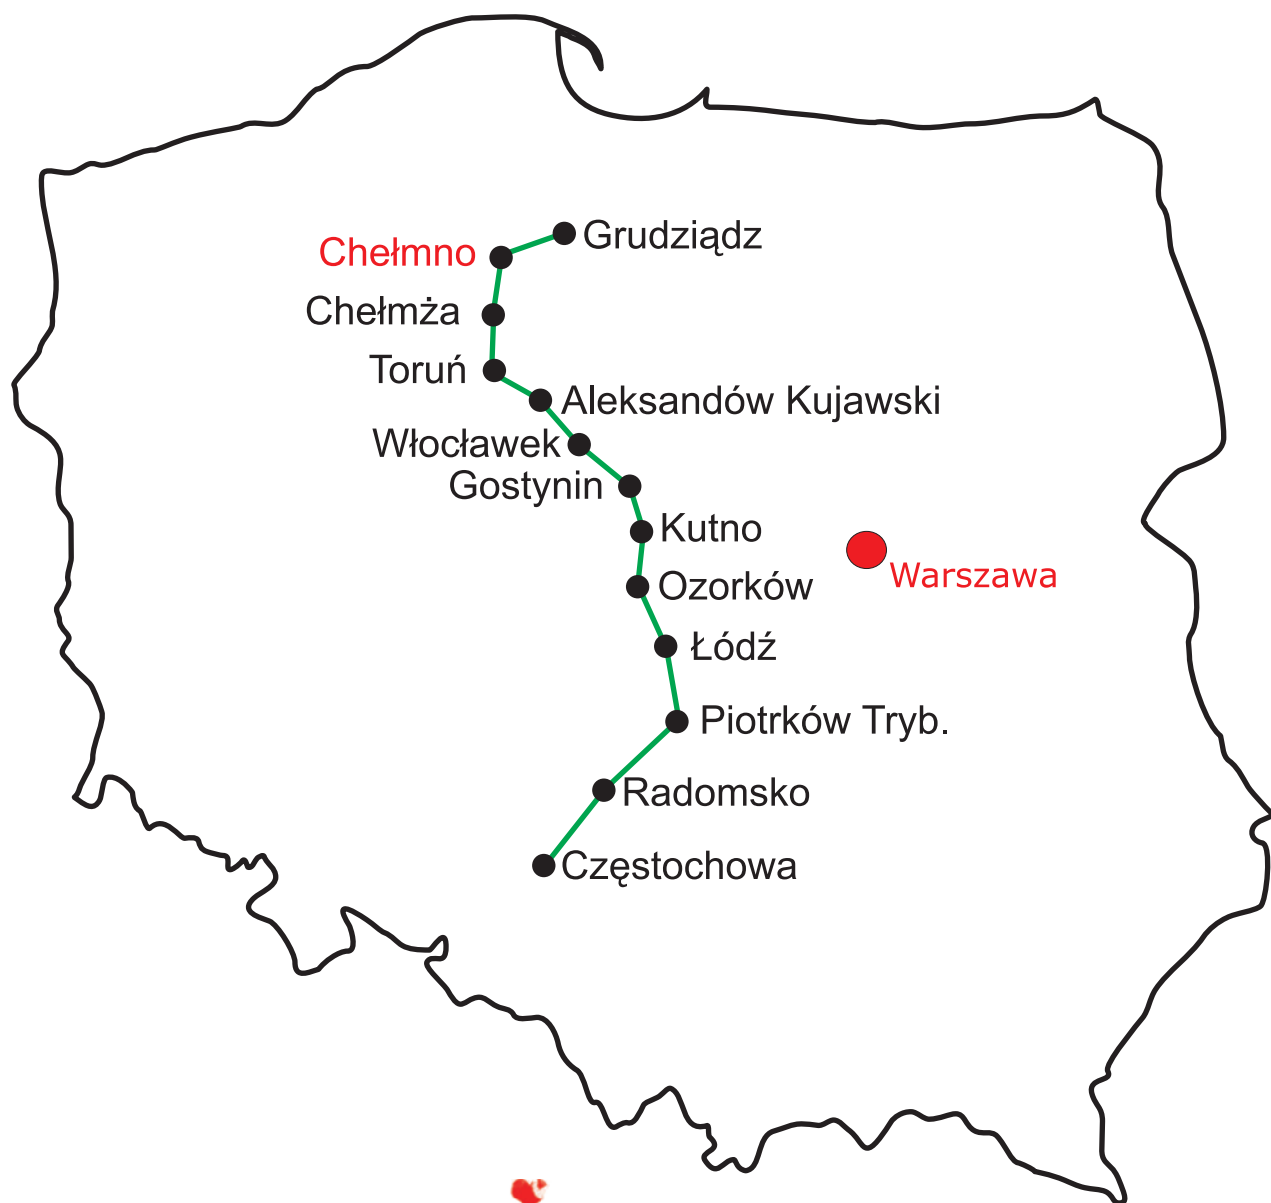 Grudziądz
Chełmno
Chełmża
Toruń
Aleksandów Kujawski
Włocławek
Gostynin
Kutno
Warszawa
Ozorków
Łódź
Piotrków Tryb.
Radomsko
Częstochowa